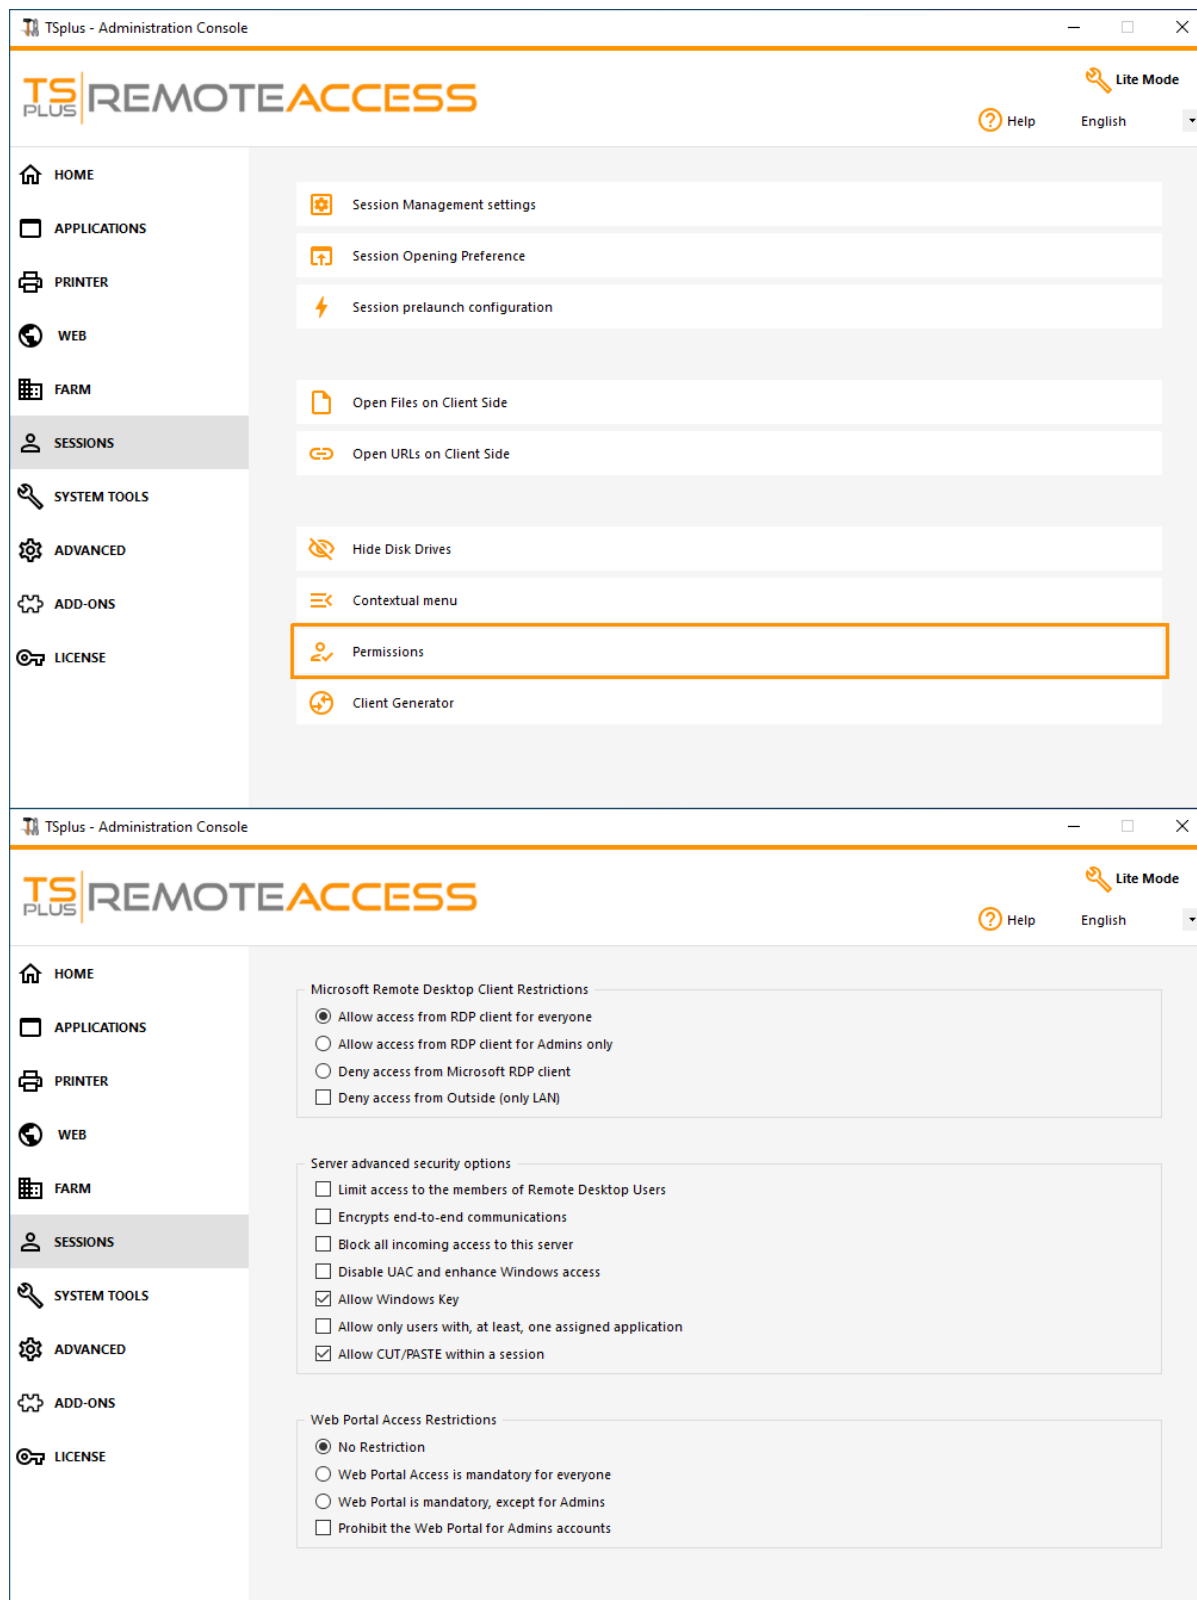 TSplus - Administration Console
TS PLUS REMOTEACCESS
Lite Mode
Help English
HOME
APPLICATIONS
PRINTER
WEB
FARM
SESSIONS
SYSTEM TOOLS
ADVANCED
ADD-ONS
LICENSE
Session Management settings
Session Opening Preference
Session prelaunch configuration
Open Files on Client Side
Open URLs on Client Side
Hide Disk Drives
Contextual menu
Permissions
Client Generator
TSplus - Administration Console
TS PLUS REMOTEACCESS
Lite Mode
Help English
HOME
APPLICATIONS
PRINTER
WEB
FARM
SESSIONS
SYSTEM TOOLS
ADVANCED
ADD-ONS
LICENSE
Microsoft Remote Desktop Client Restrictions
Allow access from RDP client for everyone
Allow access from RDP client for Admins only
Deny access from Microsoft RDP client
Deny access from Outside (only LAN)
Server advanced security options
Limit access to the members of Remote Desktop Users
Encrypts end-to-end communications
Block all incoming access to this server
Disable UAC and enhance Windows access
Allow Windows Key
Allow only users with, at least, one assigned application
Allow CUT/PASTE within a session
Web Portal Access Restrictions
No Restriction
Web Portal Access is mandatory for everyone
Web Portal is mandatory, except for Admins
Prohibit the Web Portal for Admins accounts